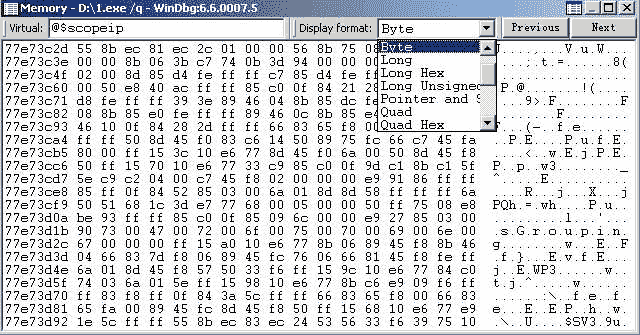 Memory - D:\1.exe /q - WinDbg:6.6.0007.5
Virtual: @$scopeip Display format: Byte Previous Next
Byte
Long
Long Hex
Long Unsigned
Pointer and S
Quad
Quad Hex
77e73c2d 55 8b ec 81 ec 2c 01 00 00 56 8b 75 08 U....,...V.uW...
77e73c3e 00 00 8b 06 3b c7 74 0b 3d 94 00 00 ....;.t.=....8(
77e73c4f 02 00 8d 85 d4 fe ff ff c7 85 d4 fe ff
77e73c60 00 50 e8 40 ac ff ff 85 c0 0f 84 21 28 .P.@.......!(
77e73c71 d8 fe ff ff 39 3e 89 46 04 8b 85 dc fe ....9>.F.......F
77e73c82 08 8b 85 e0 fe ff ff 89 46 0c 8b 85 e4 ........F......F
77e73c93 46 10 0f 84 28 2d ff ff 66 83 65 f8 00 F...(-..f.e.
77e73ca4 ff ff 50 8d 45 f0 83 c6 14 50 89 75 fc 66 c7 45 fa ..P.E....P.u.f.E.
77e73cb5 80 00 ff 15 3c 10 e6 77 8d 45 f0 6a 00 50 8d 45 f8 ....<..w.E.j.P.E.
77e73cc6 50 ff 15 70 10 e6 77 33 c9 85 c0 0f 9d c1 8b c1 5f P..p..w3........_
77e73cd7 5e c9 c2 04 00 c7 45 f8 02 00 00 00 e9 91 86 ff ff ^.....E..........
77e73ce8 85 ff 0f 84 52 85 03 00 6a 01 8d 8d 58 ff ff ff 6a ....R...j...X...j
77e73cf9 50 51 68 1c 3d e7 77 68 00 05 00 00 50 ff 75 08 e8 PQh.=.wh....P.u..
77e73d0a be 93 ff ff 85 c0 0f 85 09 6c 00 00 e9 27 85 03 00 .........l...'...
77e73d1b 90 73 00 47 00 72 00 6f 00 75 00 70 00 69 00 6e 00 .s.G.r.o.u.p.i.n.
77e73d2c 67 00 00 00 ff 15 a0 10 e6 77 8b 06 89 45 f8 8b 46 g........w...E..F
77e73d3d 04 66 83 7d f8 fe 89 45 fc 76 06 66 81 45 f8 fe ff .f.}...E.v.f.E...
77e73d4e 6a 01 8d 45 f8 57 50 33 f6 ff 15 9c 10 e6 77 84 c0 j..E.WP3......w..
77e73d5f 74 03 6a 01 5e ff 15 98 10 e6 77 8b c6 e9 09 6f ff t.j.^.....w....o.
77e73d70 ff 83 f8 ff 0f 84 3a 5c ff ff 66 83 65 fa 00 66 83 ......:\..f.e..f.
77e73d81 65 fa 00 89 45 fc 8d 45 f8 50 ff 15 68 10 e6 77 e9 e...E..E.P..h..w.
77e73d92 1e 5c ff ff 55 8b ec 83 ec 24 53 56 33 f6 39 75 10 .\..U....$SV3.9u.